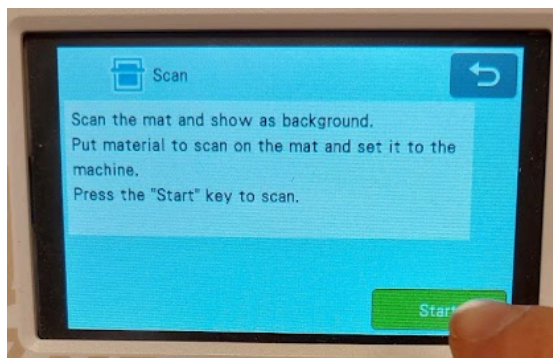 Scan
Scan the mat and show as background.
Put material to scan on the mat and set it to the
machine.
Press the "Start" key to scan.
Start